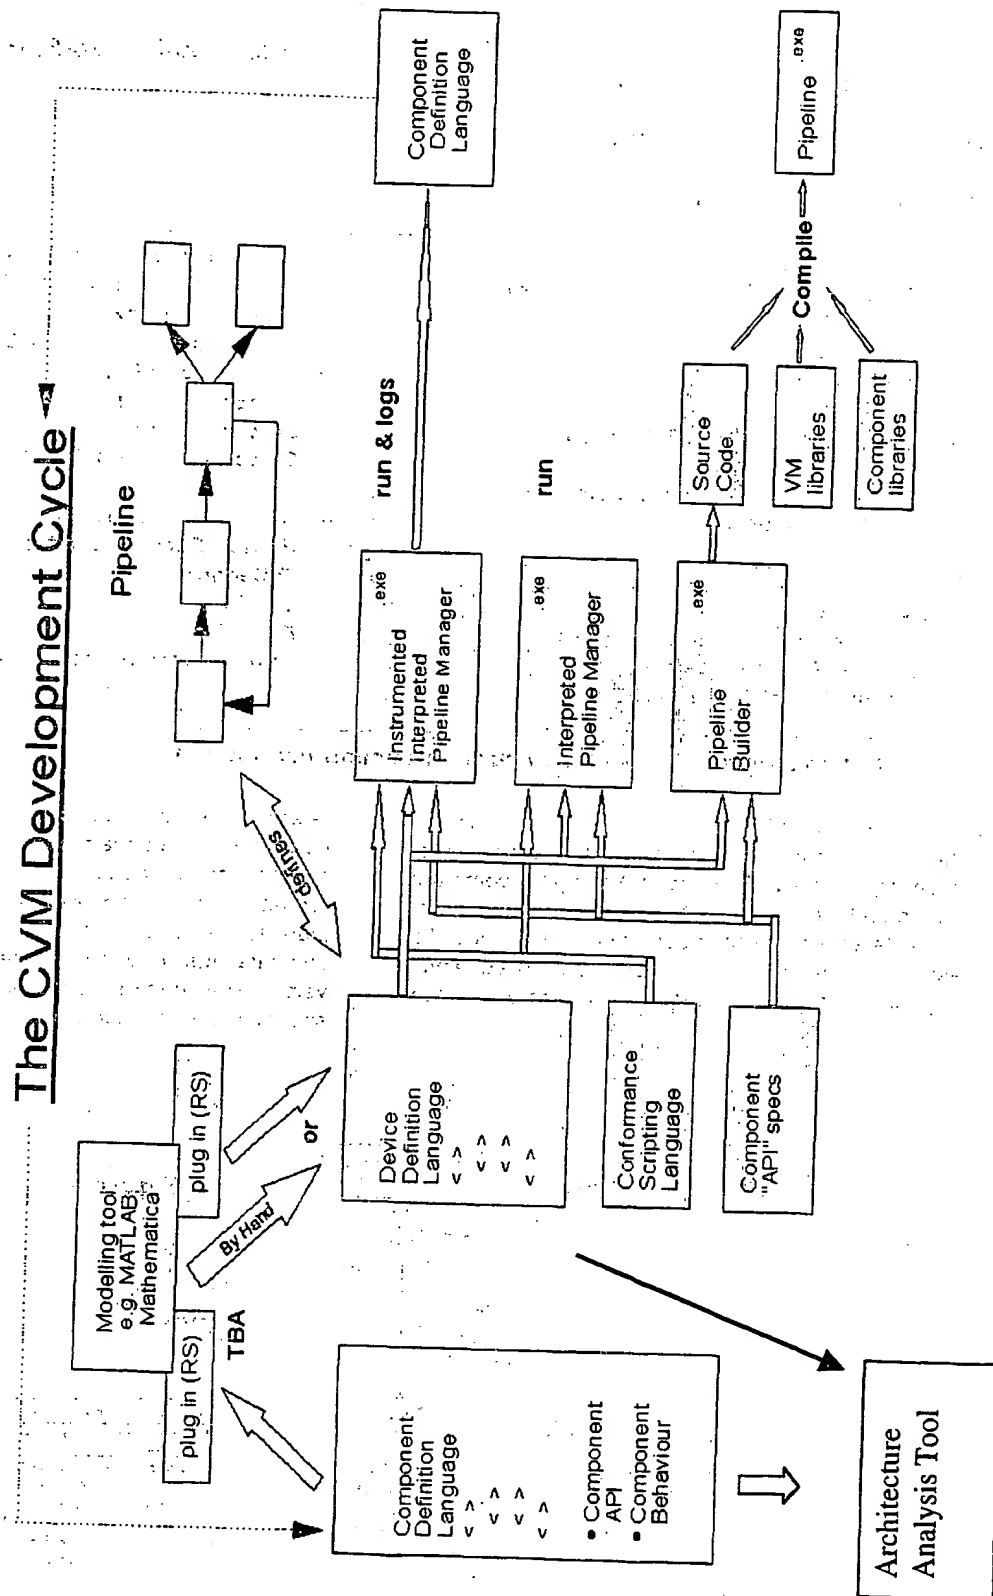 The CVM Development Cycle
Modelling tool
e.g. MATLAB,
Mathematica
plug in (RS)
plug in (RS)
TBA
By Hand
or
Component
Definition
Language
< >
< >
< >
< >
• Component
API
• Component
Behaviour
Architecture
Analysis Tool
Device
Definition
Language
< >
< >
< >
< >
Conformance
Scripting
Language
Component
"API" specs
defines
Pipeline
Instrumented
Interpreted
Pipeline Manager
.exe
Interpreted
Pipeline Manager
.exe
Pipeline
Builder
.exe
run & logs
run
Component
Definition
Language
Source
Code
VM
libraries
Component
libraries
Compile
Pipeline
.exe